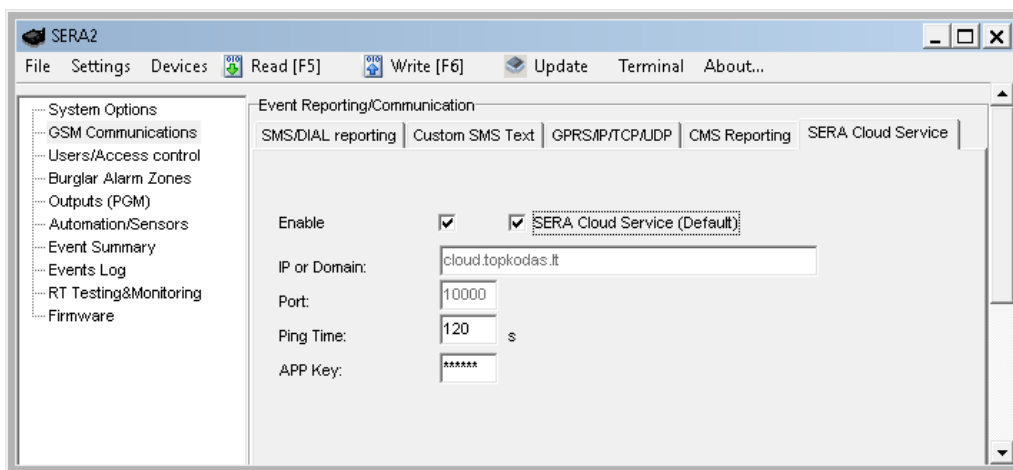 SERA2
File Settings Devices Read [F5] Write [F6] Update Terminal About...
System Options
GSM Communications
Users/Access control
Burglar Alarm Zones
Outputs (PGM)
Automation/Sensors
Event Summary
Events Log
RT Testing&Monitoring
Firmware
Event Reporting/Communication
SMS/DIAL reporting Custom SMS Text GPRS/IP/TCP/UDP CMS Reporting SERA Cloud Service
Enable SERA Cloud Service (Default)
IP or Domain: cloud.topkodas.lt
Port: 10000
Ping Time: 120 s
APP Key: ******